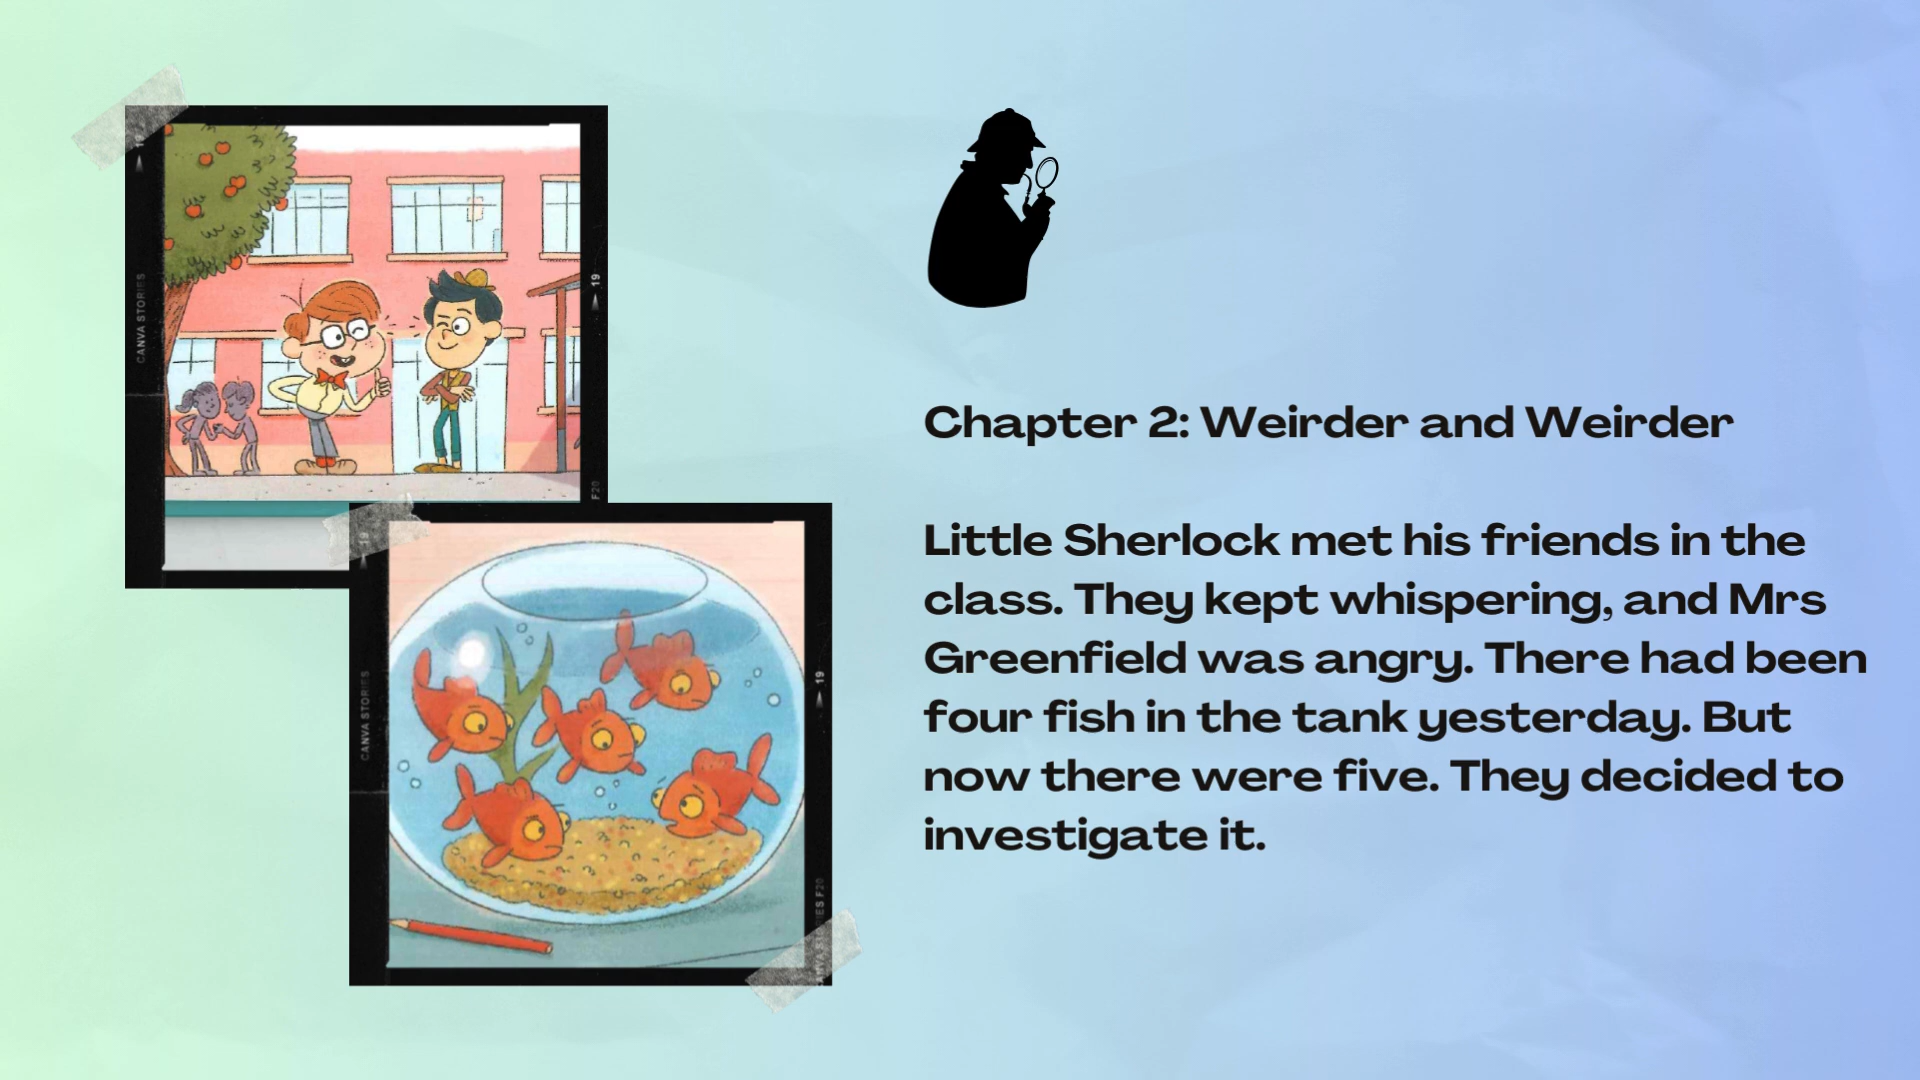 CANVA STORIES
19
19
F20
Chapter 2: Weirder and Weirder
Little Sherlock met his friends in the
class. They kept whispering, and Mrs
Greenfield was angry. There had been
four fish in the tank yesterday. But
now there were five. They decided to
investigate it.
19
CANVA STORIES
19